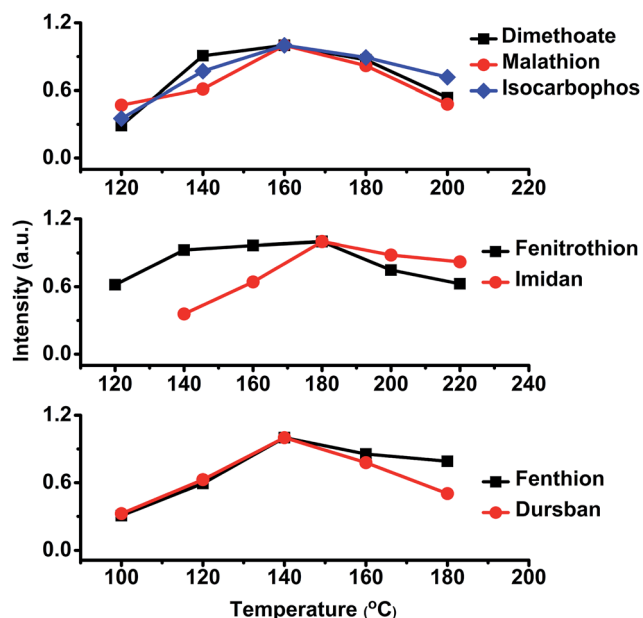 1.2
0.6
0.0
Dimethoate
Malathion
Isocarbophos
120 140 160 180 200 220
Intensity (a.u.)
1.2
0.6
0.0
Fenitrothion
Imidan
120 140 160 180 200 220 240
1.2
0.6
0.0
Fenthion
Dursban
100 120 140 160 180 200
Temperature (°C)